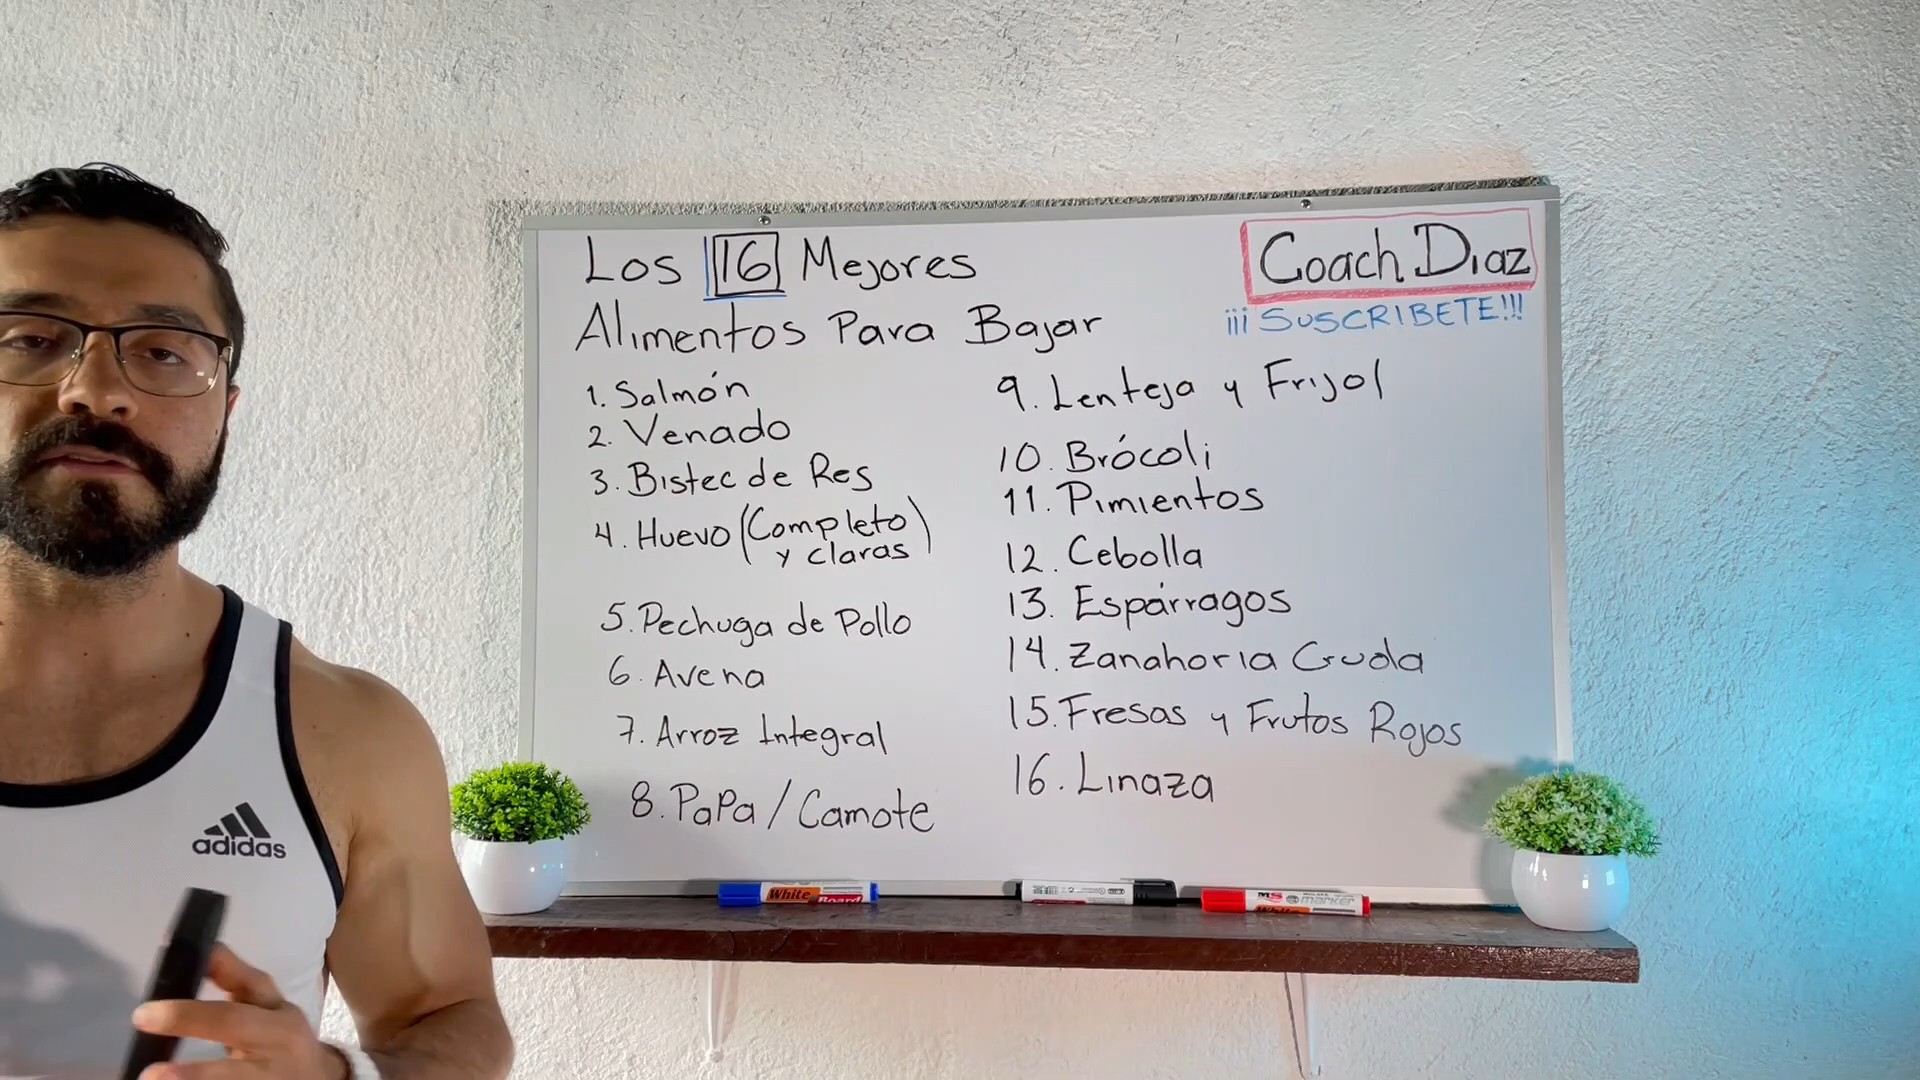 Los 16 Mejores
Alimentos Para Bajar
Coach Diaz
¡¡¡SUSCRIBETE!!!
1. Salmón
2. Venado
3. Bistec de Res
4. Huevo (Completo
y claras)
5. Pechuga de Pollo
6. Avena
7. Arroz Integral
8. Papa / Camote
9. Lenteja y Frijol
10. Brócoli
11. Pimientos
12. Cebolla
13. Espárragos
14. Zanahoria Cruda
15. Fresas y Frutos Rojos
16. Linaza
adidas
White
Board
MS
marker